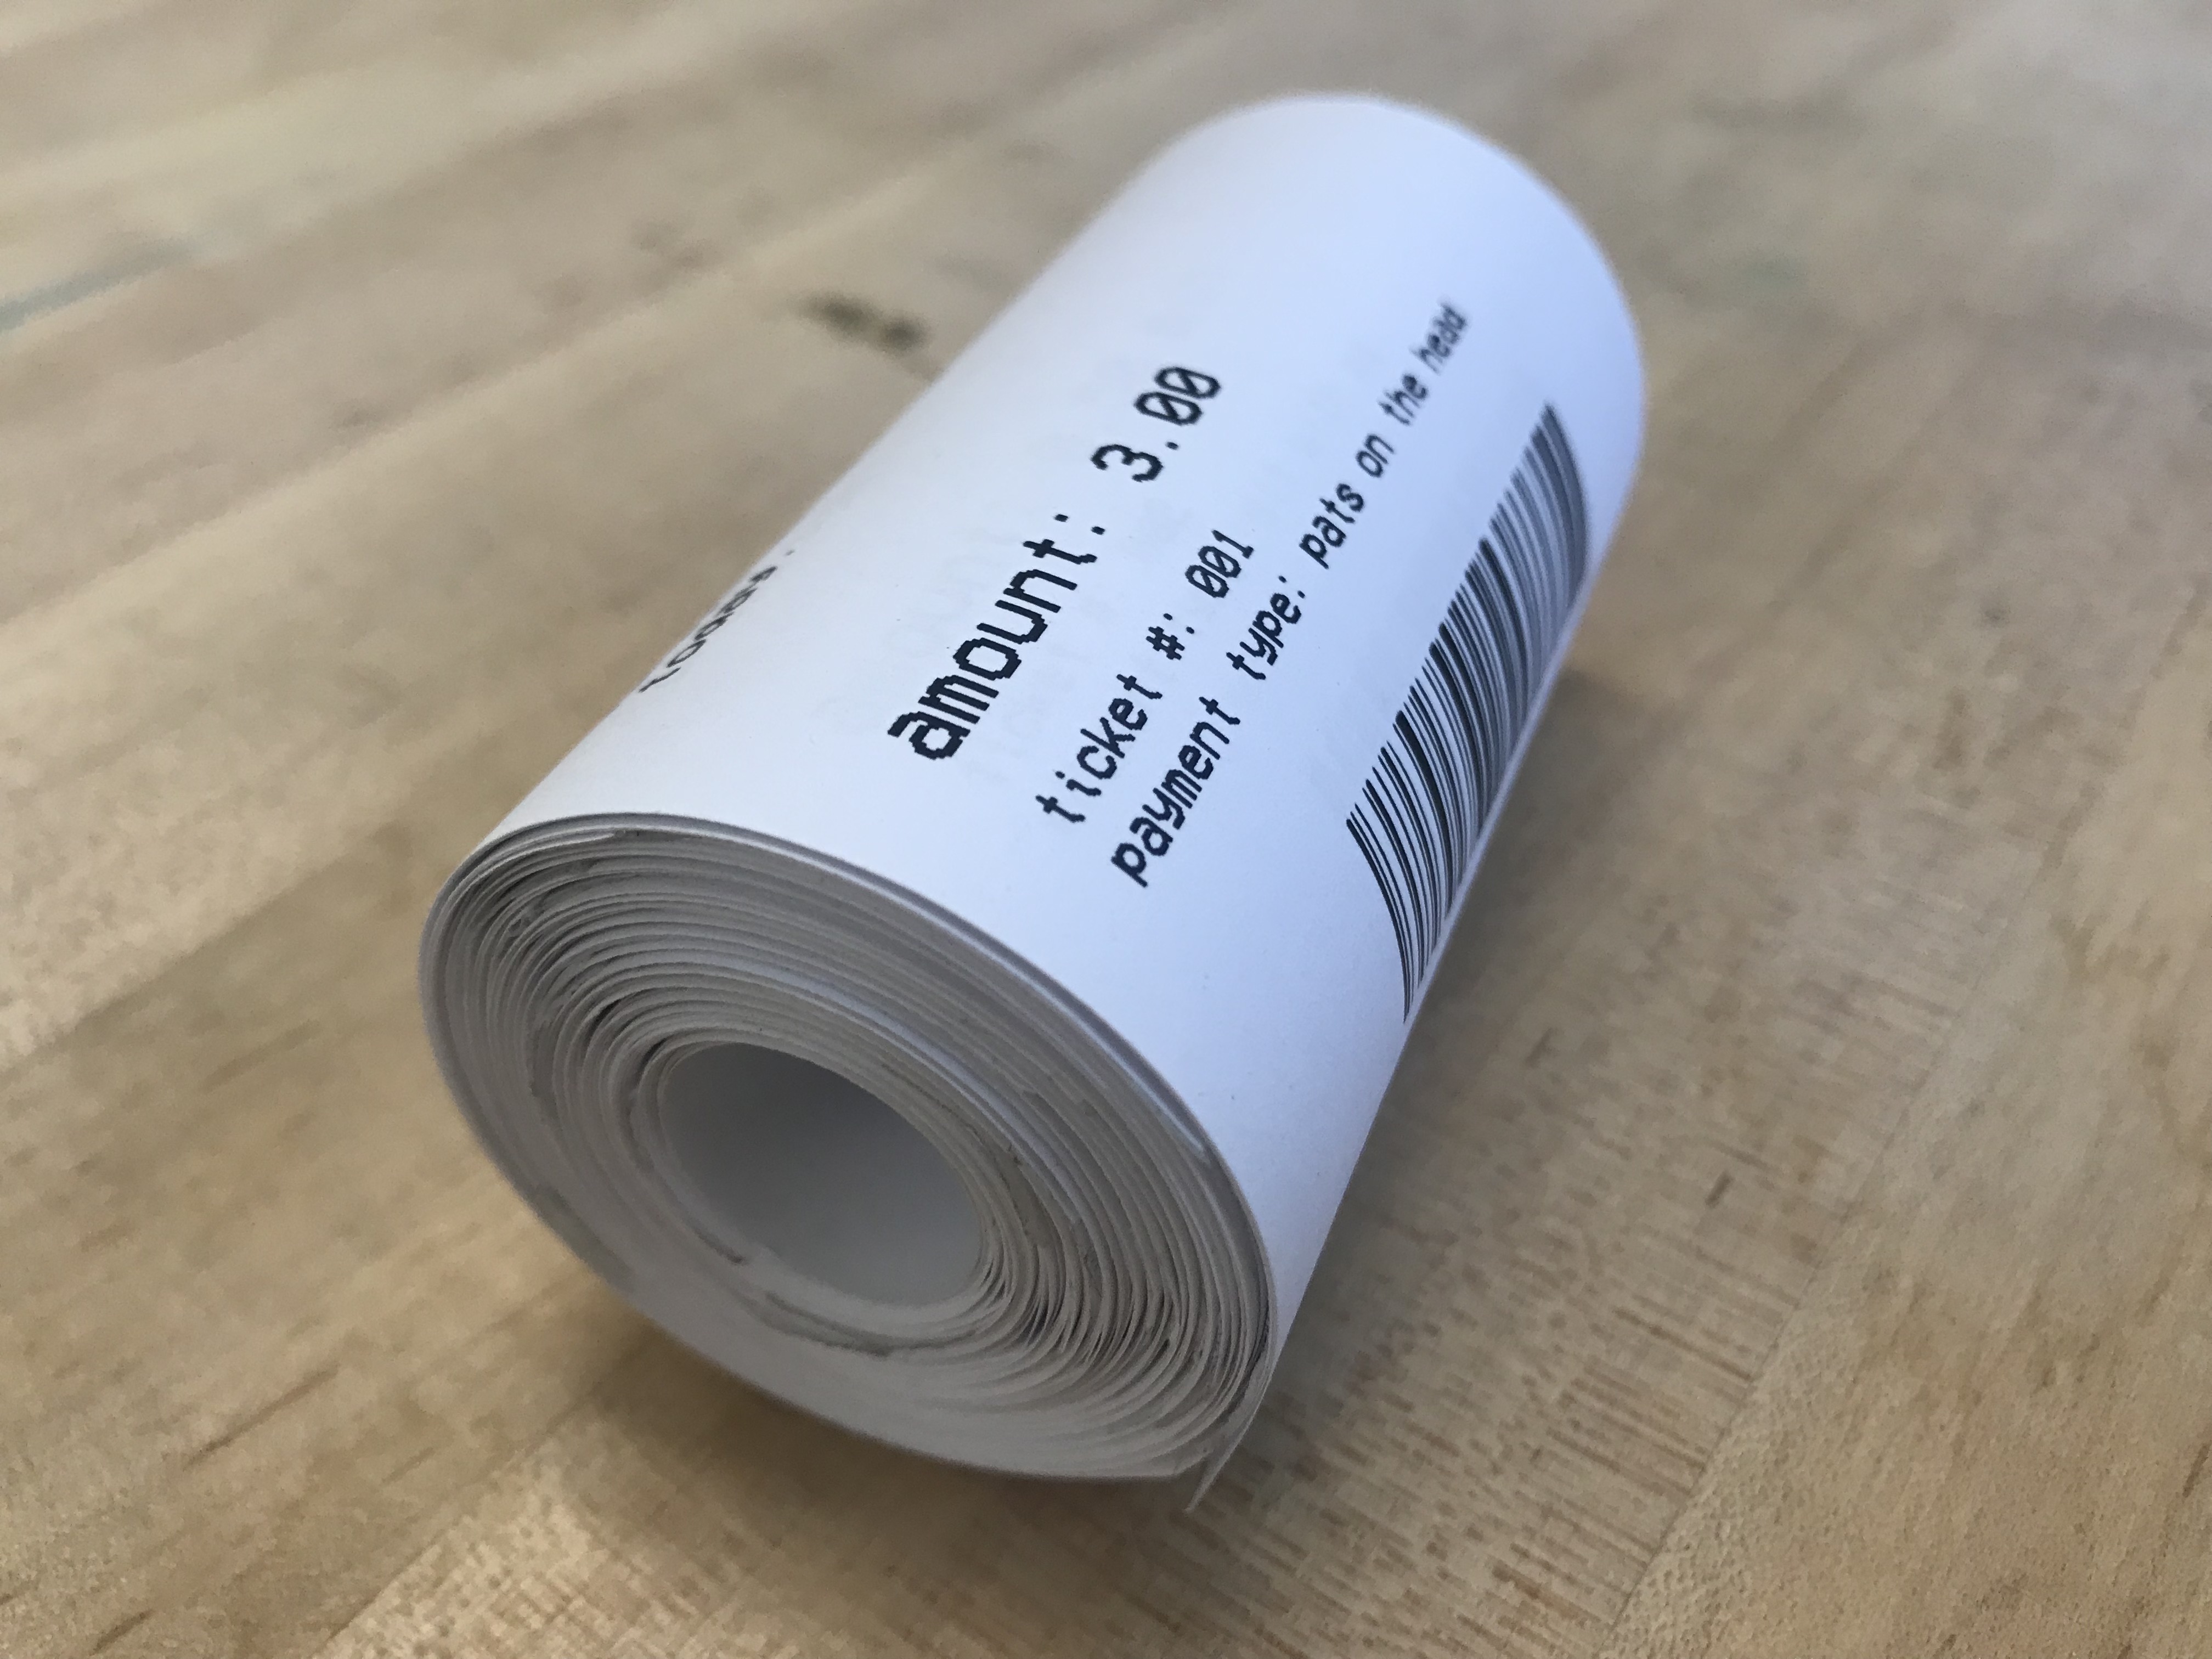 amount: 3.00
ticket #: 001
payment type: pats on the head